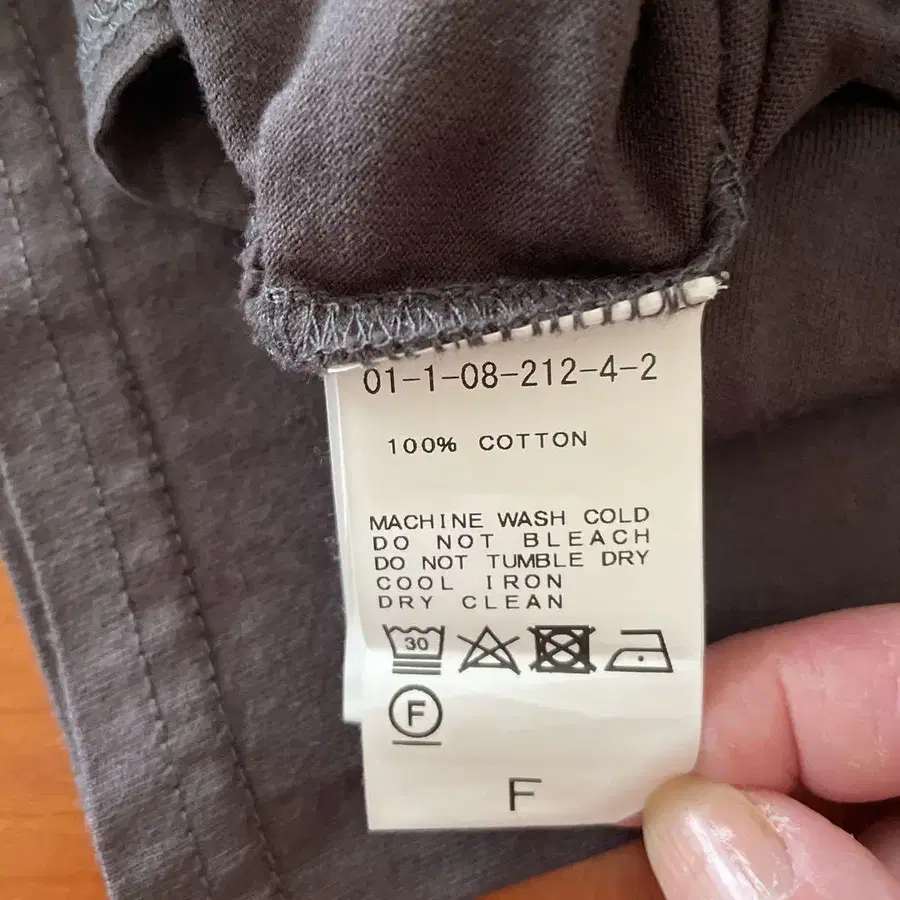 01-1-08-212-4-2
100% COTTON
MACHINE WASH COLD
DO NOT BLEACH
DO NOT TUMBLE DRY
COOL IRON
DRY CLEAN
30
F
F